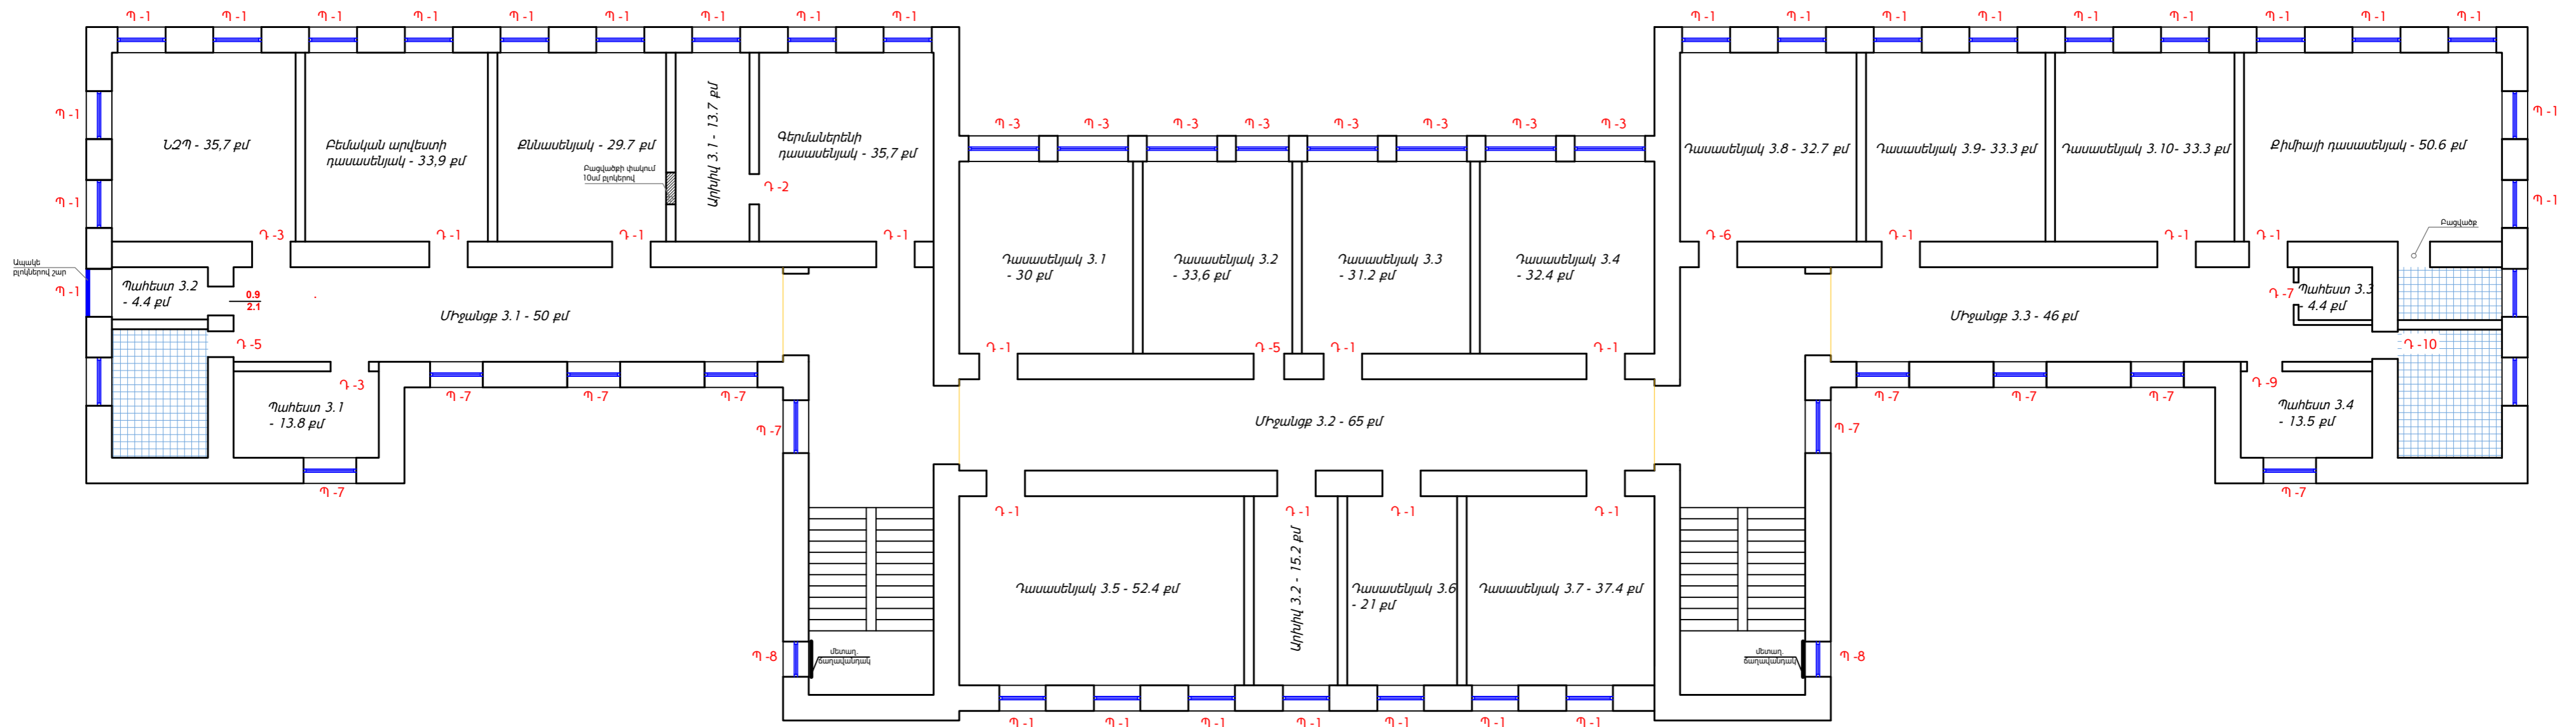 Պ -1 Պ -1 Պ -1 Պ -1 Պ -1 Պ -1 Պ -1 Պ -1 Պ -1
Պ -1 Պ -1 Պ -1 Պ -1 Պ -1 Պ -1 Պ -1 Պ -1 Պ -1
Պ -1
Պ -1
ՆԶՊ - 35,7 քմ
Բեմական արվեստի
դասասենյակ - 33,9 քմ
Քննասենյակ - 29.7 քմ
Բացվածքի փակում
10սմ բլոկերով
Արխիվ 3.1 - 13.7 քմ
Գերմաներենի
դասասենյակ - 35,7 քմ
Դ -2
Պ -3 Պ -3 Պ -3 Պ -3 Պ -3 Պ -3 Պ -3 Պ -3
Դասասենյակ 3.8 - 32.7 քմ
Դասասենյակ 3.9- 33.3 քմ
Դասասենյակ 3.10- 33.3 քմ
Քիմիայի դասասենյակ - 50.6 քմ
Պ -1
Պ -1
Պ -1
Դ -3
Դ -1
Դ -1
Դ -1
Դ -6
Դ -1
Դ -1
Դ -1
Բացվածք
Ապակե
բլոկներով շար
Պահեստ 3.2
- 4.4 քմ
0.9
2.1
Միջանցք 3.1 - 50 քմ
Դասասենյակ 3.1
- 30 քմ
Դասասենյակ 3.2
- 33,6 քմ
Դասասենյակ 3.3
- 31.2 քմ
Դասասենյակ 3.4
- 32.4 քմ
Միջանցք 3.3 - 46 քմ
Դ -7
Պահեստ 3.3
- 4.4 քմ
Դ -5
Դ -3
Դ -1
Դ -5
Դ -1
Դ -1
Դ -10
Դ -9
Պահեստ 3.1
- 13.8 քմ
Պ -7 Պ -7 Պ -7
Պ -7
Պ -7
Միջանցք 3.2 - 65 քմ
Պ -7
Պ -7 Պ -7 Պ -7
Պահեստ 3.4
- 13.5 քմ
Պ -7
Դ -1
Դ -1
Դ -1
Դ -1
Դասասենյակ 3.5 - 52.4 քմ
Արխիվ 3.2 - 15.2 քմ
Դասասենյակ 3.6
- 21 քմ
Դասասենյակ 3.7 - 37.4 քմ
Պ -8
մետաղ.
ճաղավանդակ
մետաղ.
ճաղավանդակ
Պ -8
Պ -1 Պ -1 Պ -1 Պ -1 Պ -1 Պ -1 Պ -1